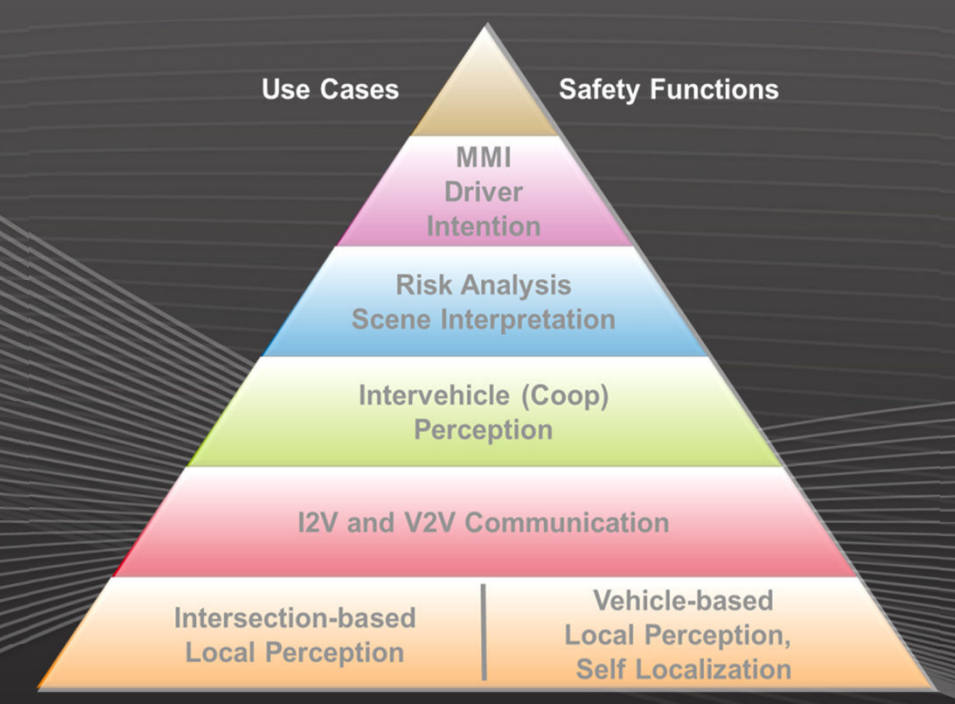 Use Cases
Safety Functions
MMI
Driver
Intention
Risk Analysis
Scene Interpretation
Intervehicle (Coop)
Perception
I2V and V2V Communication
Intersection-based
Local Perception
Vehicle-based
Local Perception,
Self Localization